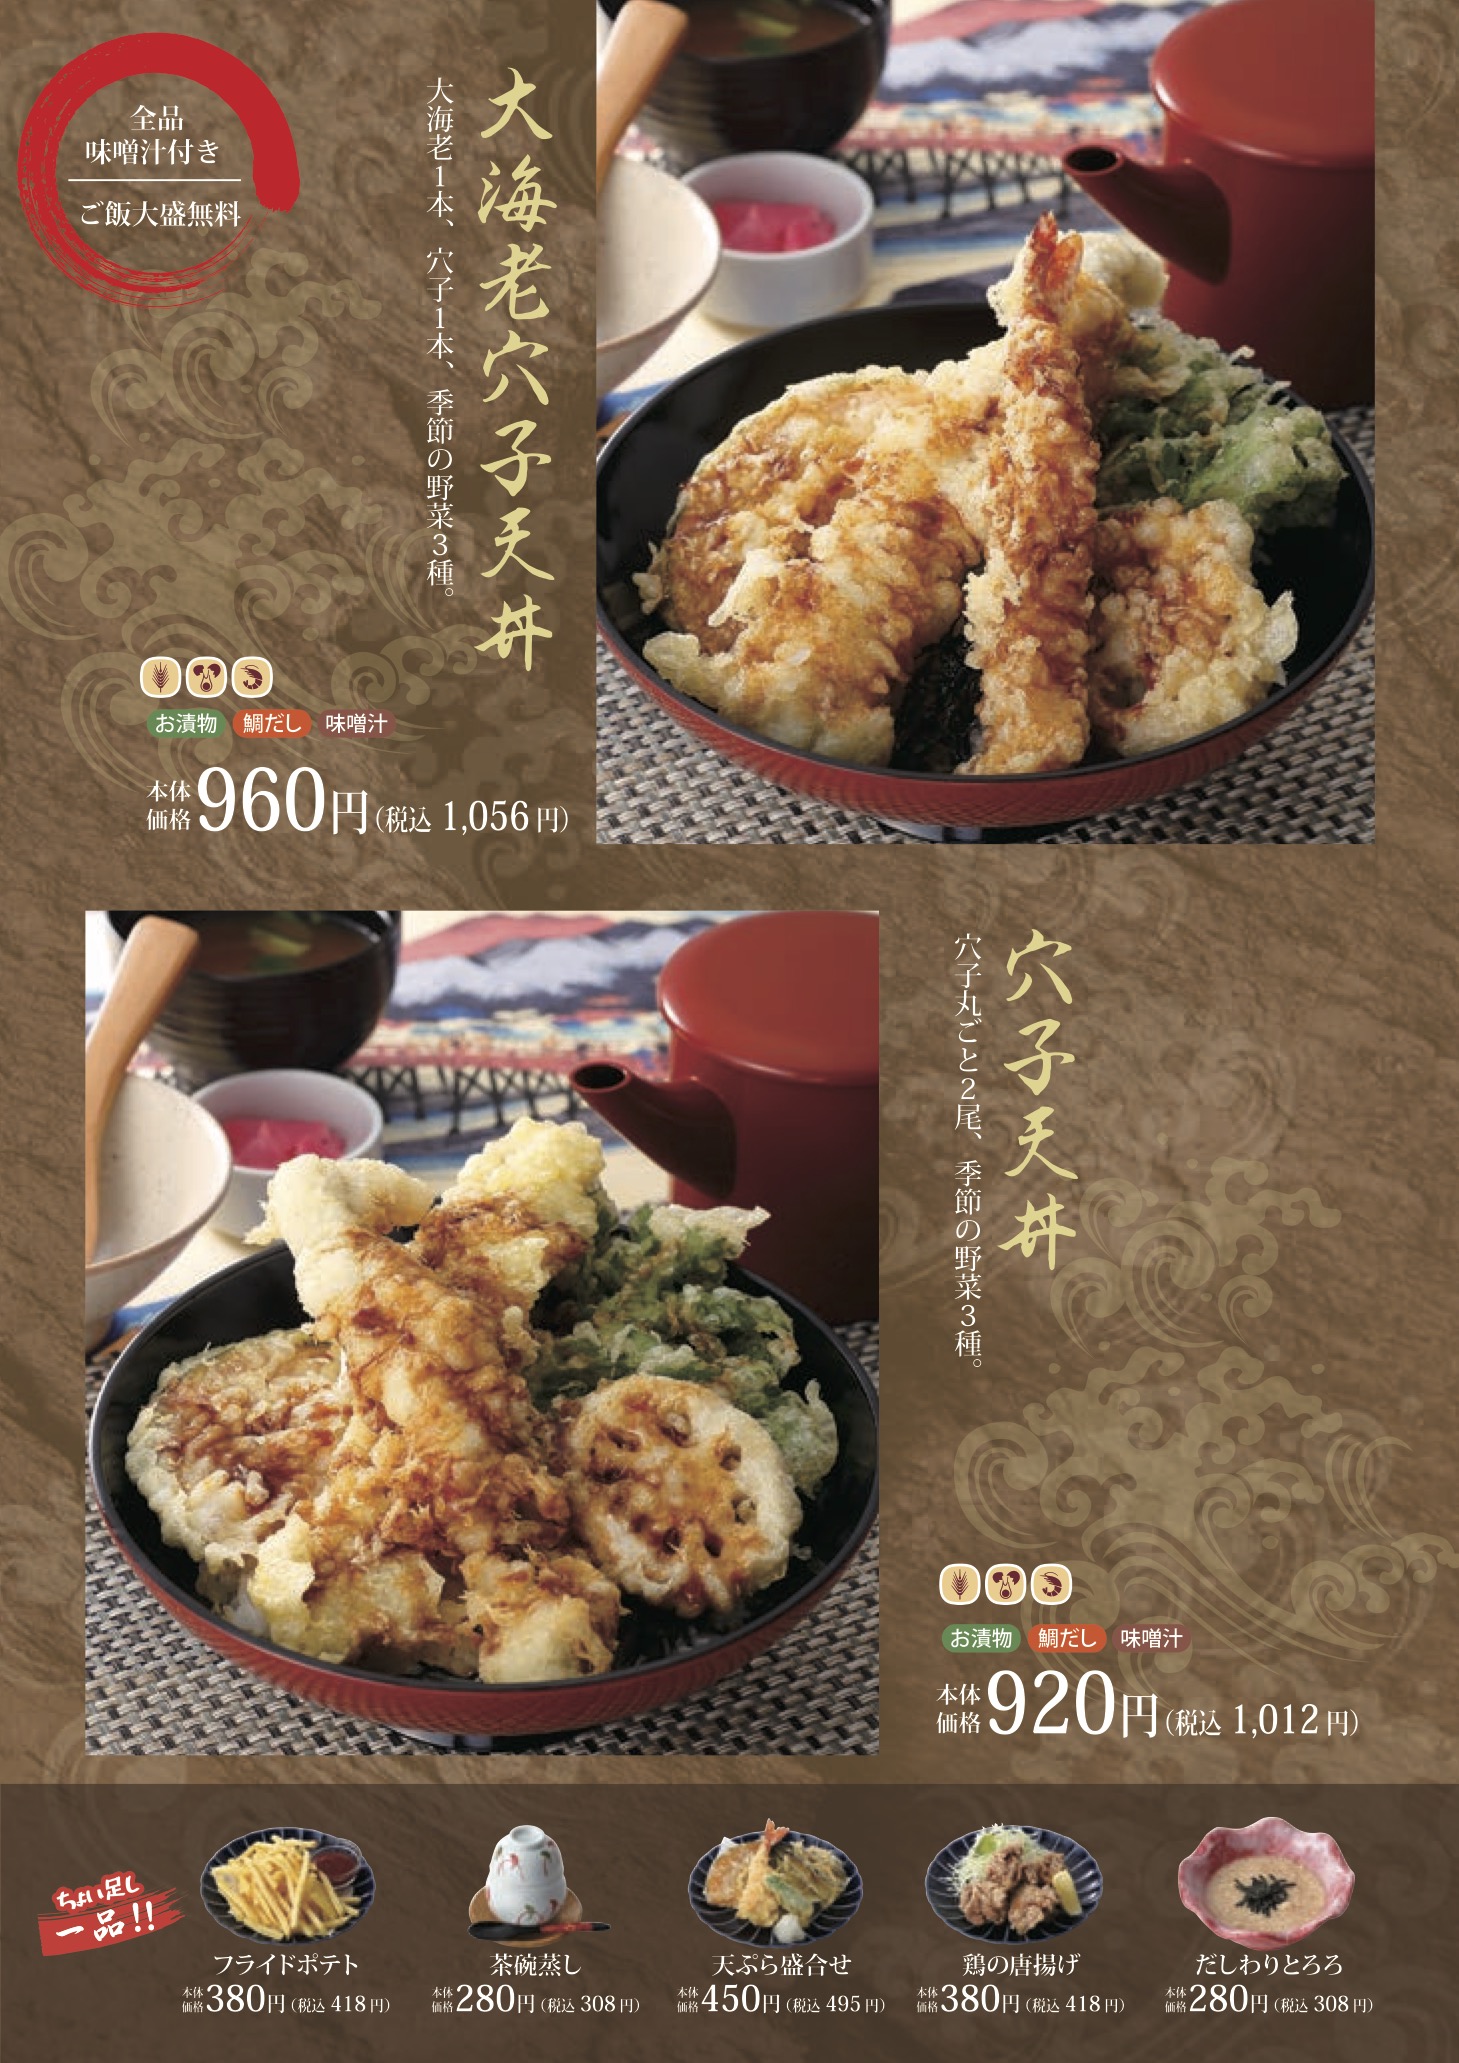 全品
味噌汁付き
ご飯大盛無料
大海老穴子天丼
大海老1本、穴子1本、季節の野菜3種。
お漬物 鯛だし 味噌汁
本体価格960円(税込 1,056円)
穴子天丼
穴子丸ごと2尾、季節の野菜3種。
お漬物 鯛だし 味噌汁
本体価格920円(税込 1,012円)
ちょい足し
一品!!
フライドポテト
本体価格380円(税込 418円)
茶碗蒸し
本体価格280円(税込 308円)
天ぷら盛合せ
本体価格450円(税込 495円)
鶏の唐揚げ
本体価格380円(税込 418円)
だしわりとろろ
本体価格280円(税込 308円)